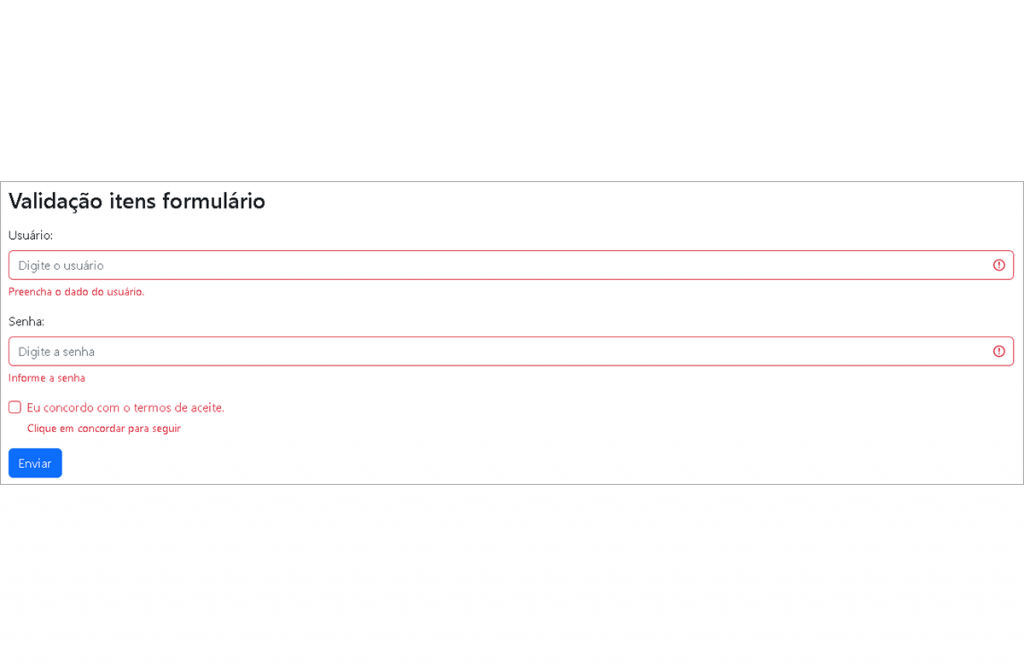 Validação itens formulário
Usuário:
Digite o usuário
Preencha o dado do usuário.
Senha:
Digite a senha
Informe a senha
Eu concordo com o termos de aceite.
Clique em concordar para seguir
Enviar